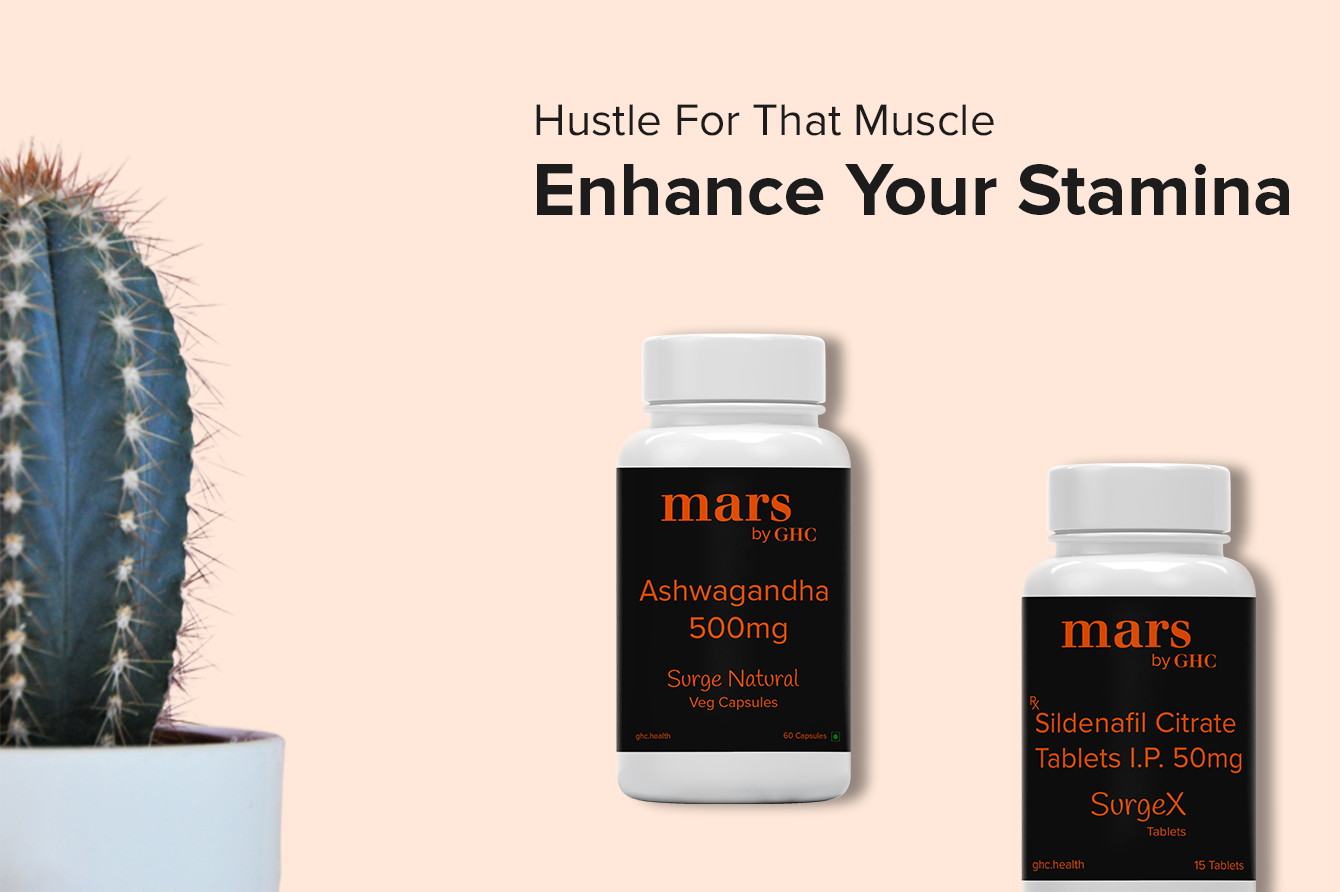 Hustle For That Muscle
Enhance Your Stamina
mars
by GHC
Ashwagandha
500mg
Surge Natural
Veg Capsules
ghc.health 60 Capsules
mars
by GHC
Rx
Sildenafil Citrate
Tablets I.P. 50mg
SurgeX
Tablets
ghc.health 15 Tablets